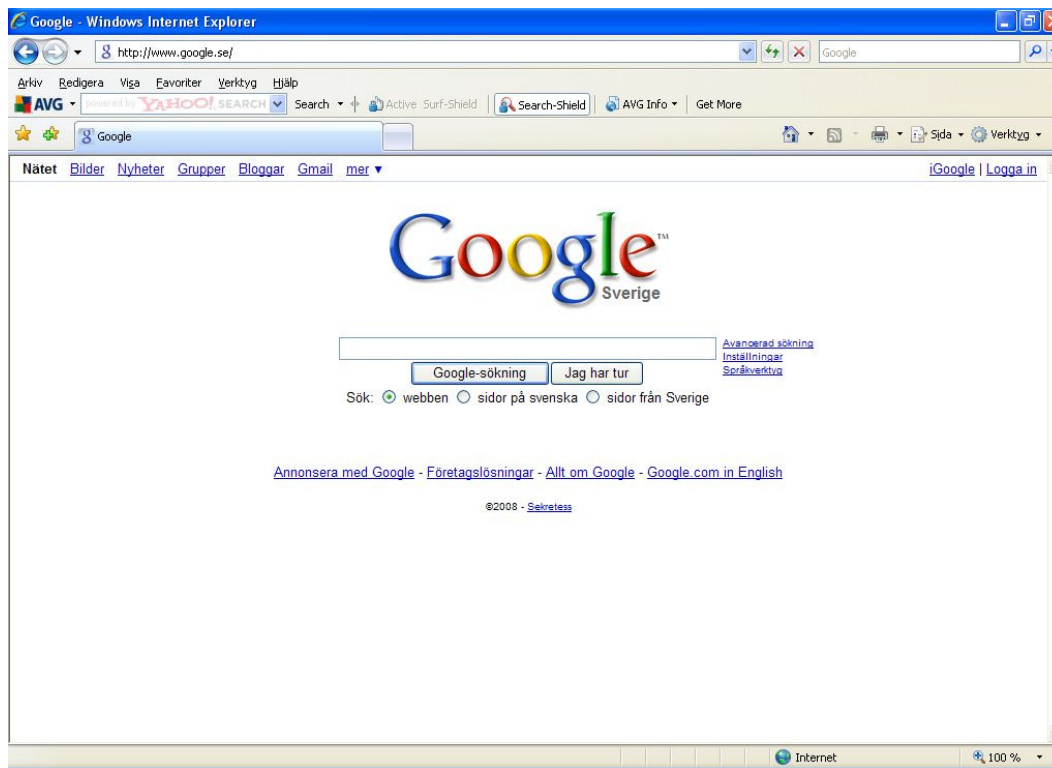 Google - Windows Internet Explorer
http://www.google.se/ Google
Arkiv Redigera Visa Favoriter Verktyg Hjälp
AVG powered by YAHOO! SEARCH Search Active Surf-Shield Search-Shield AVG Info Get More
Google Sida Verktyg
Nätet Bilder Nyheter Grupper Bloggar Gmail mer ▼ iGoogle | Logga in
Google™
Sverige
Avancerad sökning
Inställningar
Språkverktyg
Google-sökning Jag har tur
Sök: webben sidor på svenska sidor från Sverige
Annonsera med Google - Företagslösningar - Allt om Google - Google.com in English
©2008 - Sekretess
Internet 100 %